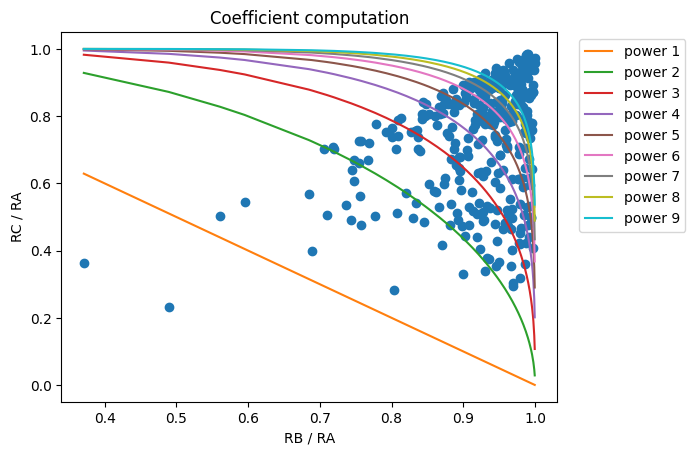 Coefficient computation
1.0
0.8
0.6
0.4
0.2
0.0
RC / RA
0.4 0.5 0.6 0.7 0.8 0.9 1.0
RB / RA
power 1
power 2
power 3
power 4
power 5
power 6
power 7
power 8
power 9